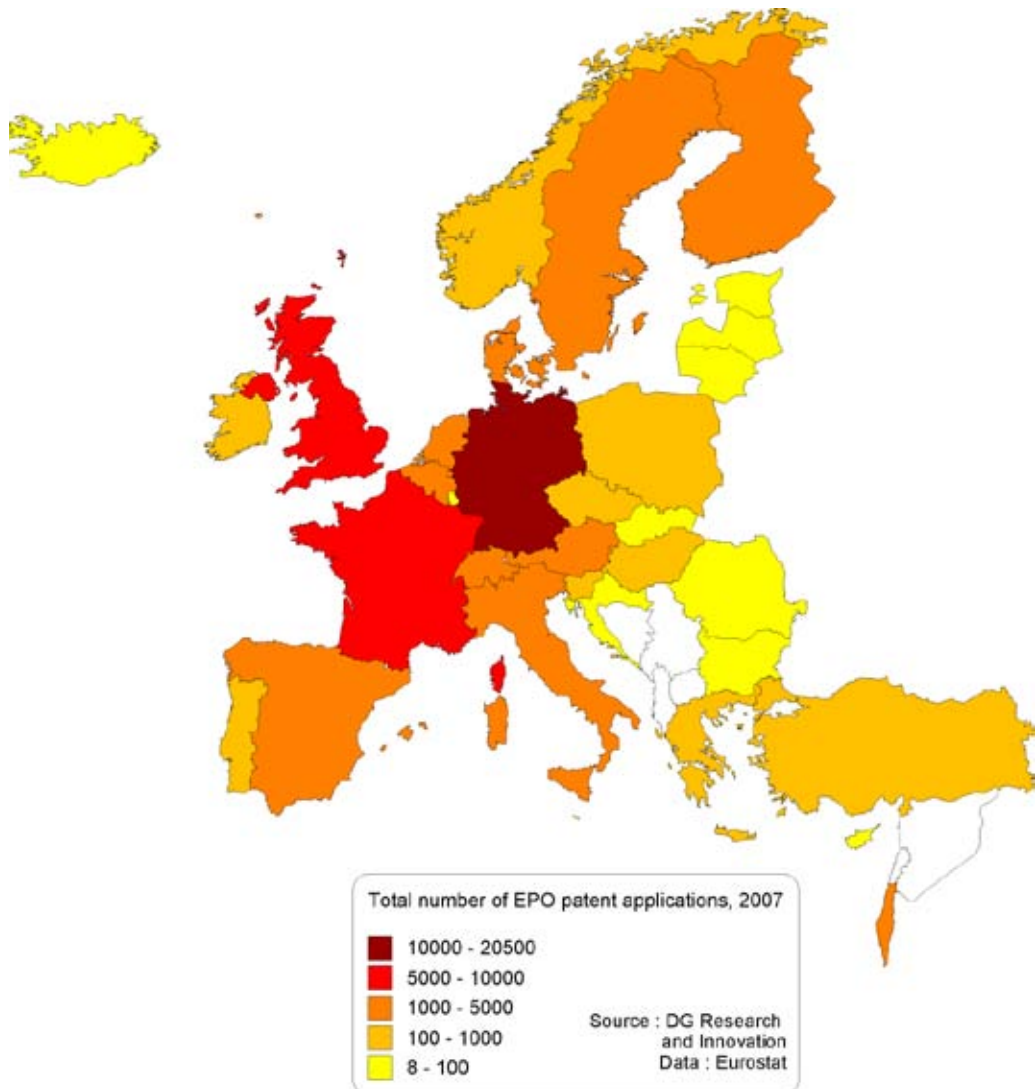 Total number of EPO patent applications, 2007
10000 - 20500
5000 - 10000
1000 - 5000
100 - 1000
8 - 100
Source : DG Research
and Innovation
Data : Eurostat